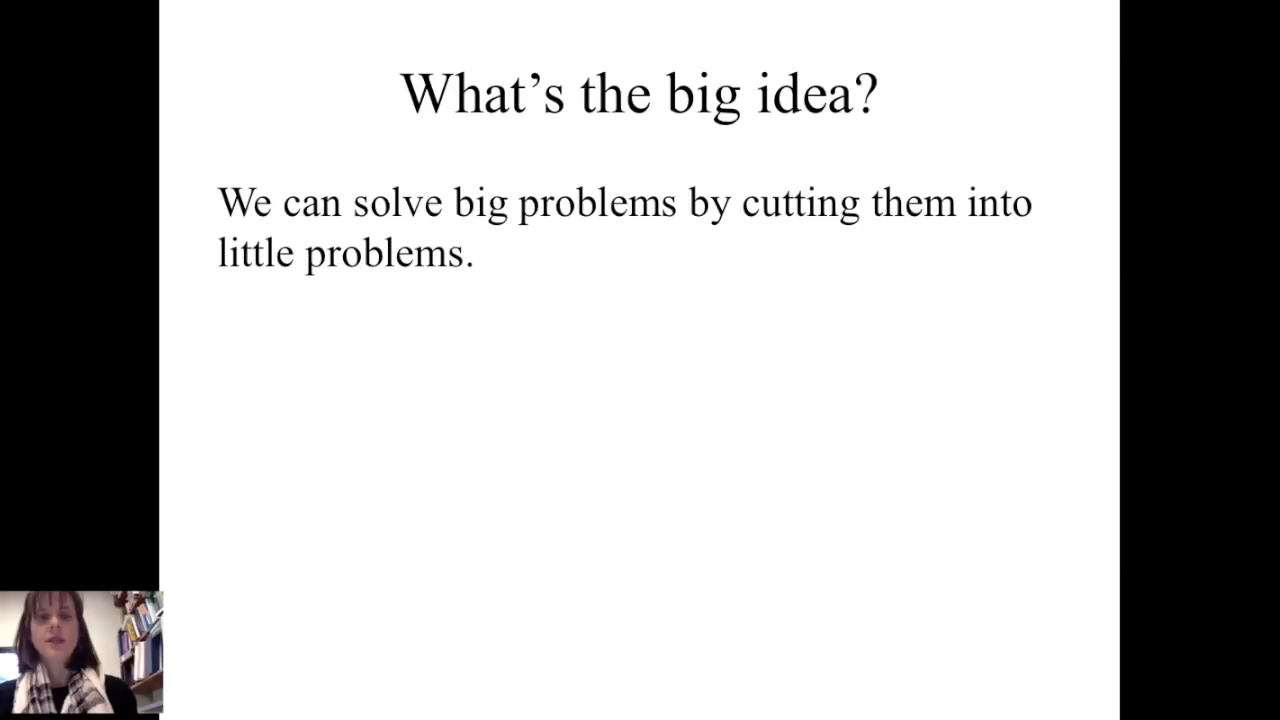 What’s the big idea?
We can solve big problems by cutting them into
little problems.